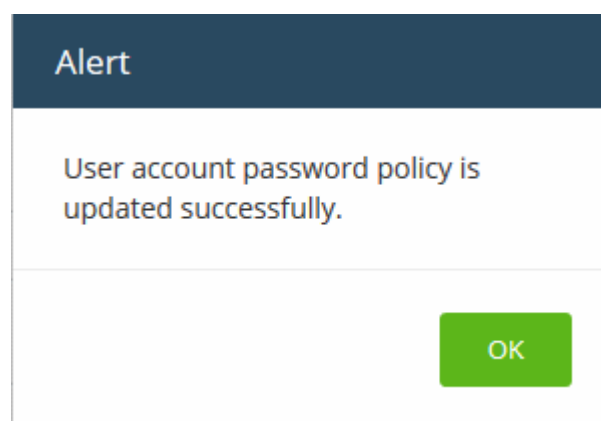 Alert
User account password policy is
updated successfully.
OK